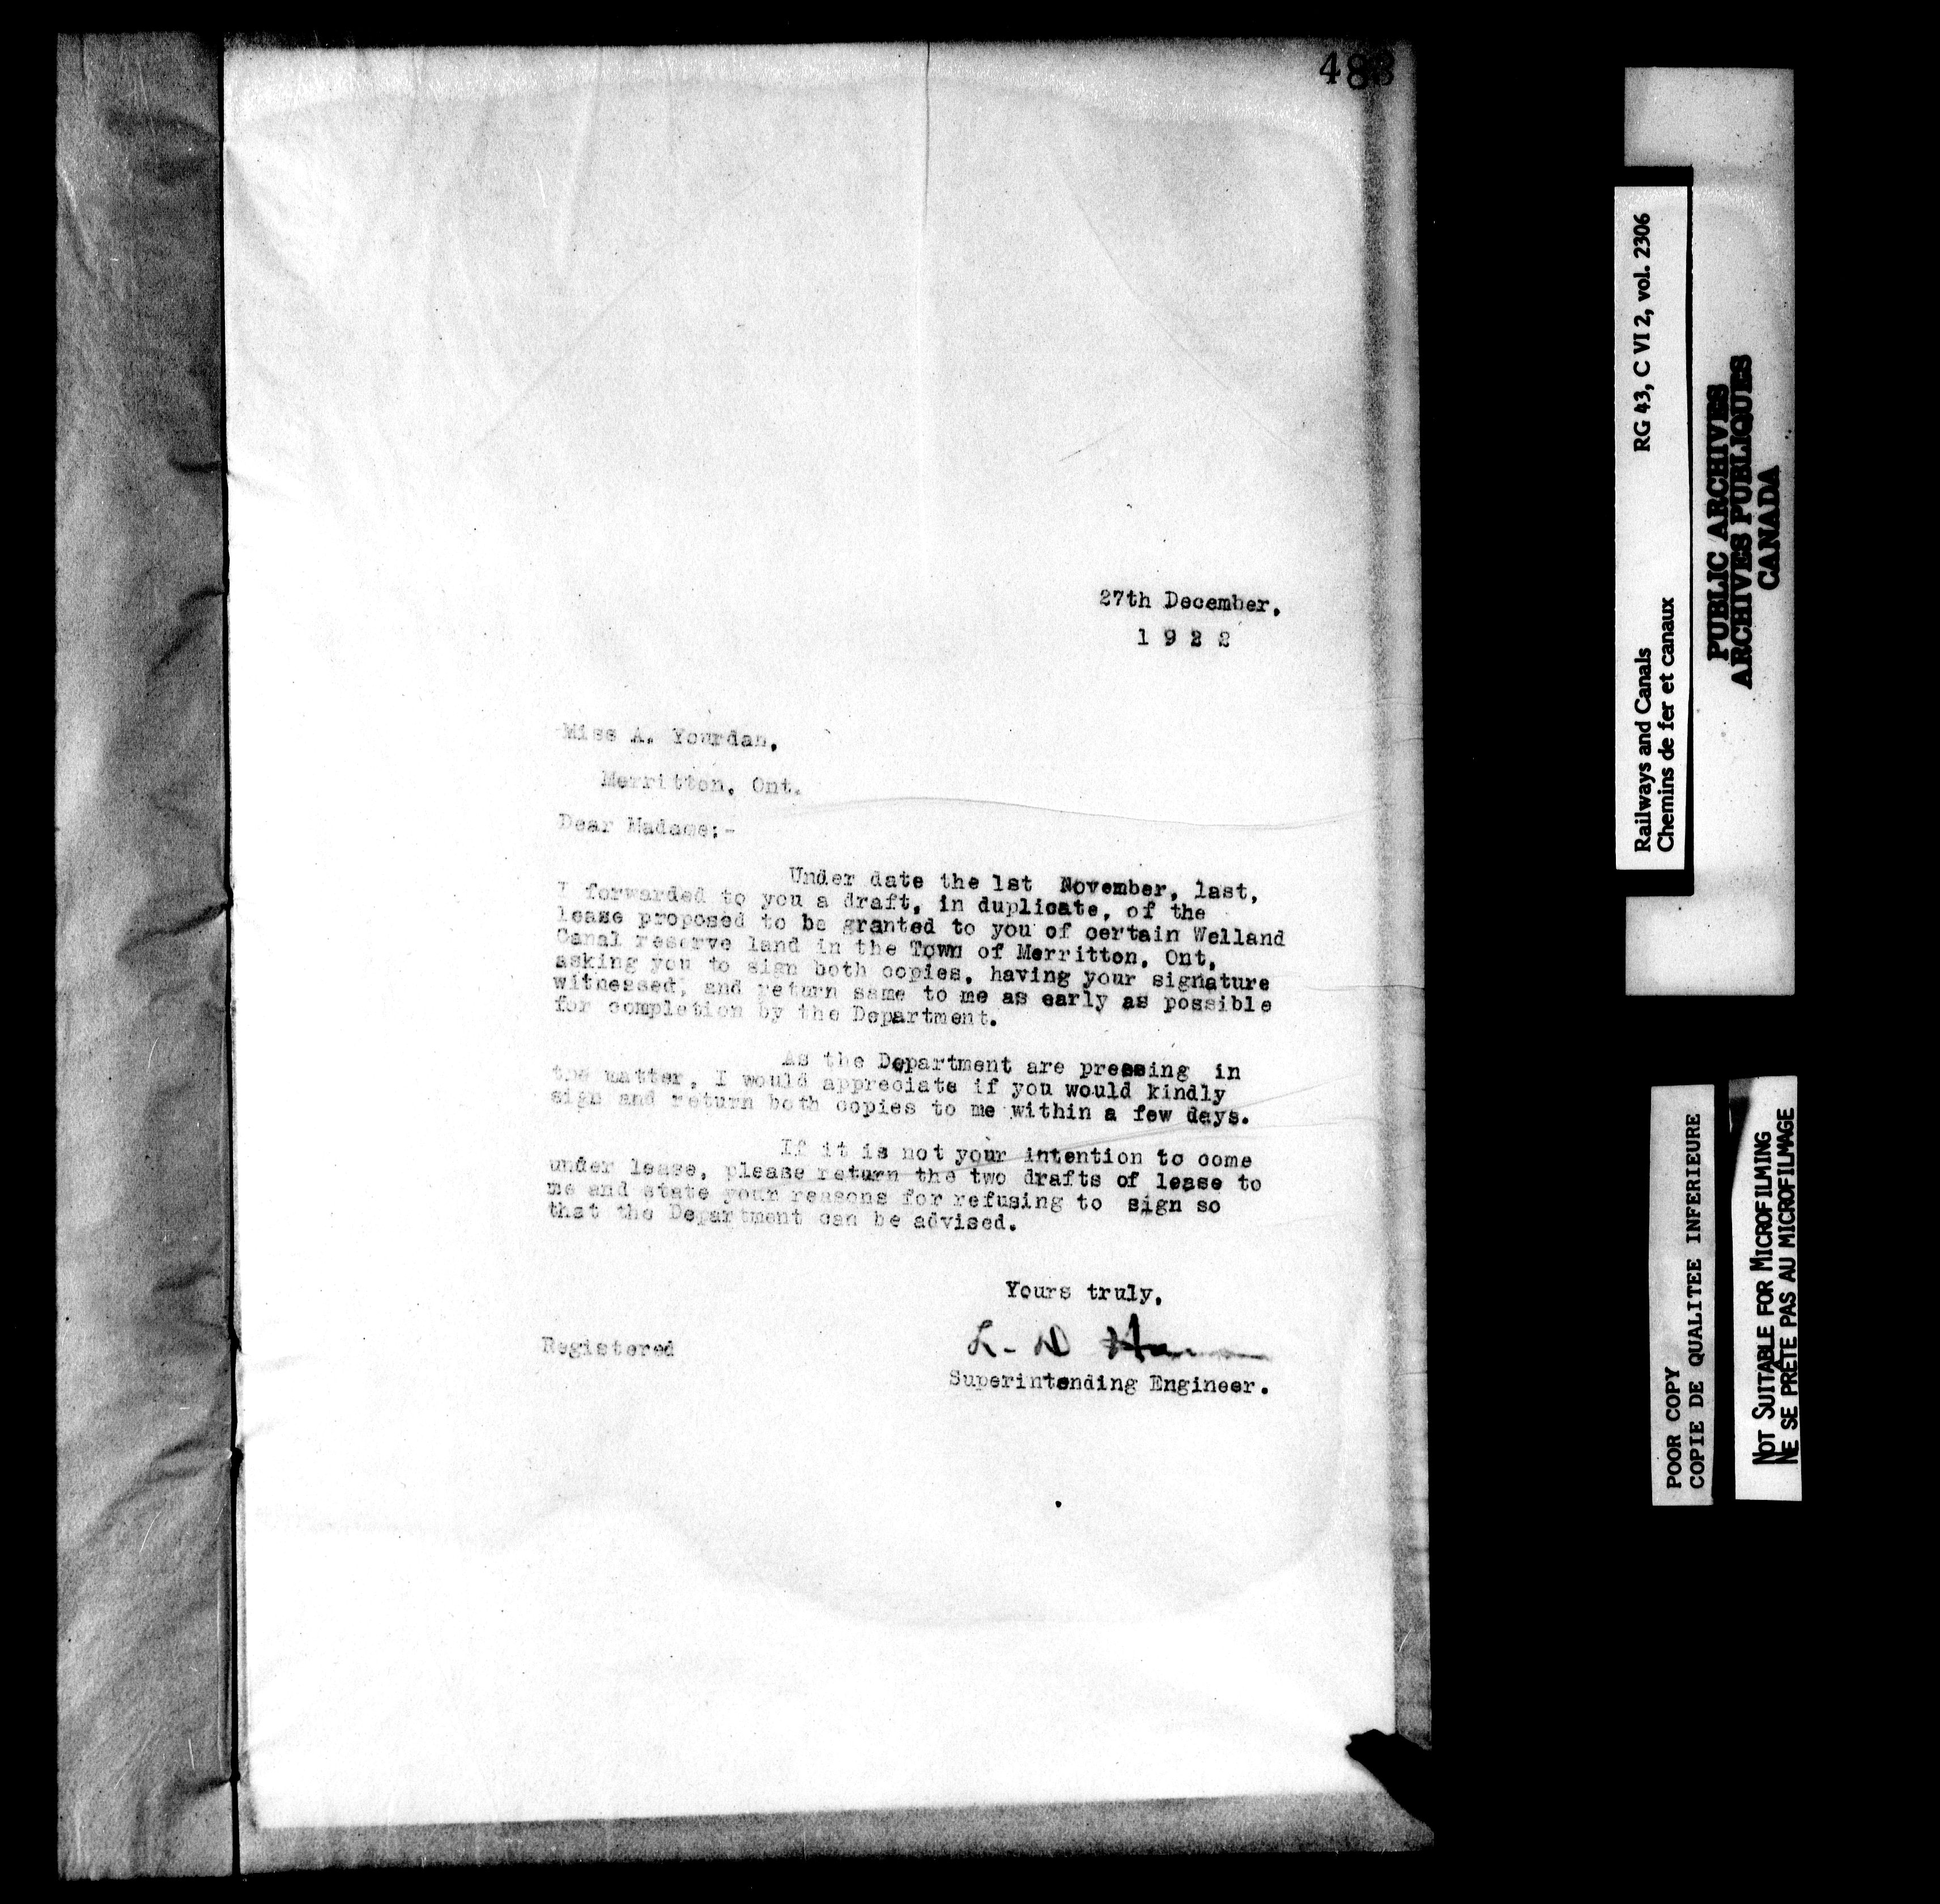 488
27th December,
1 9 2 2
Miss A. Yourdan,
Merritton, Ont.
Dear Madame:-
Under date the 1st November, last,
I forwarded to you a draft, in duplicate, of the
lease proposed to be granted to you of certain Welland
Canal reserve land in the Town of Merritton, Ont,
asking you to sign both copies, having your signature
witnessed, and return same to me as early as possible
for completion by the Department.
As the Department are pressing in
the matter, I would appreciate if you would kindly
sign and return both copies to me within a few days.
If it is not your intention to come
under lease, please return the two drafts of lease to
me and state your reasons for refusing to sign so
that the Department can be advised.
Yours truly,
L. D
Registered
Superintending Engineer.
Railways and Canals RG 43, C VI 2, vol. 2306
Chemins de fer et canaux
PUBLIC ARCHIVES
ARCHIVES PUBLIQUES
CANADA
POOR COPY
COPIE DE QUALITEE INFERIEURE
NOT SUITABLE FOR MICROFILMING
NE SE PRÊTE PAS AU MICROFILMAGE